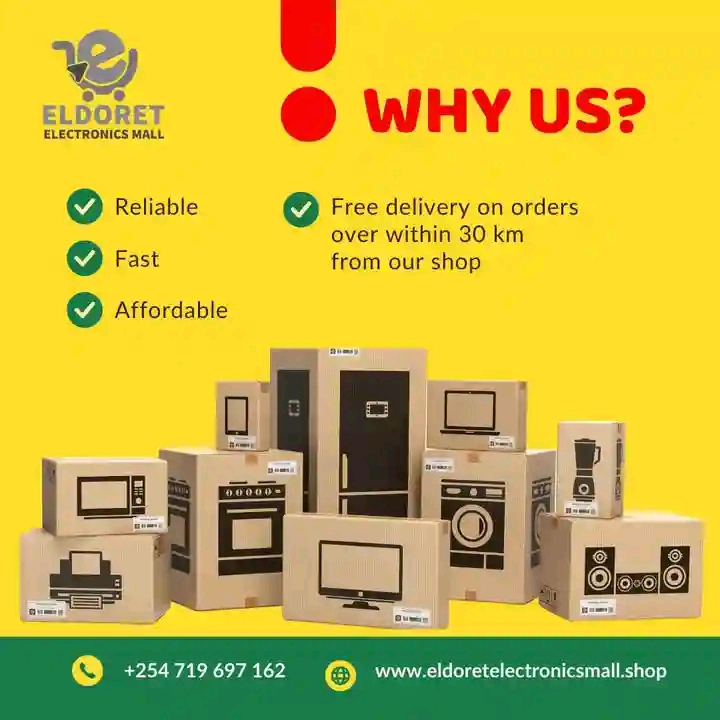 ELDORET
ELECTRONICS MALL
WHY US?
Reliable
Fast
Affordable
Free delivery on orders
over within 30 km
from our shop
+254 719 697 162
www.eldoretelectronicsmall.shop